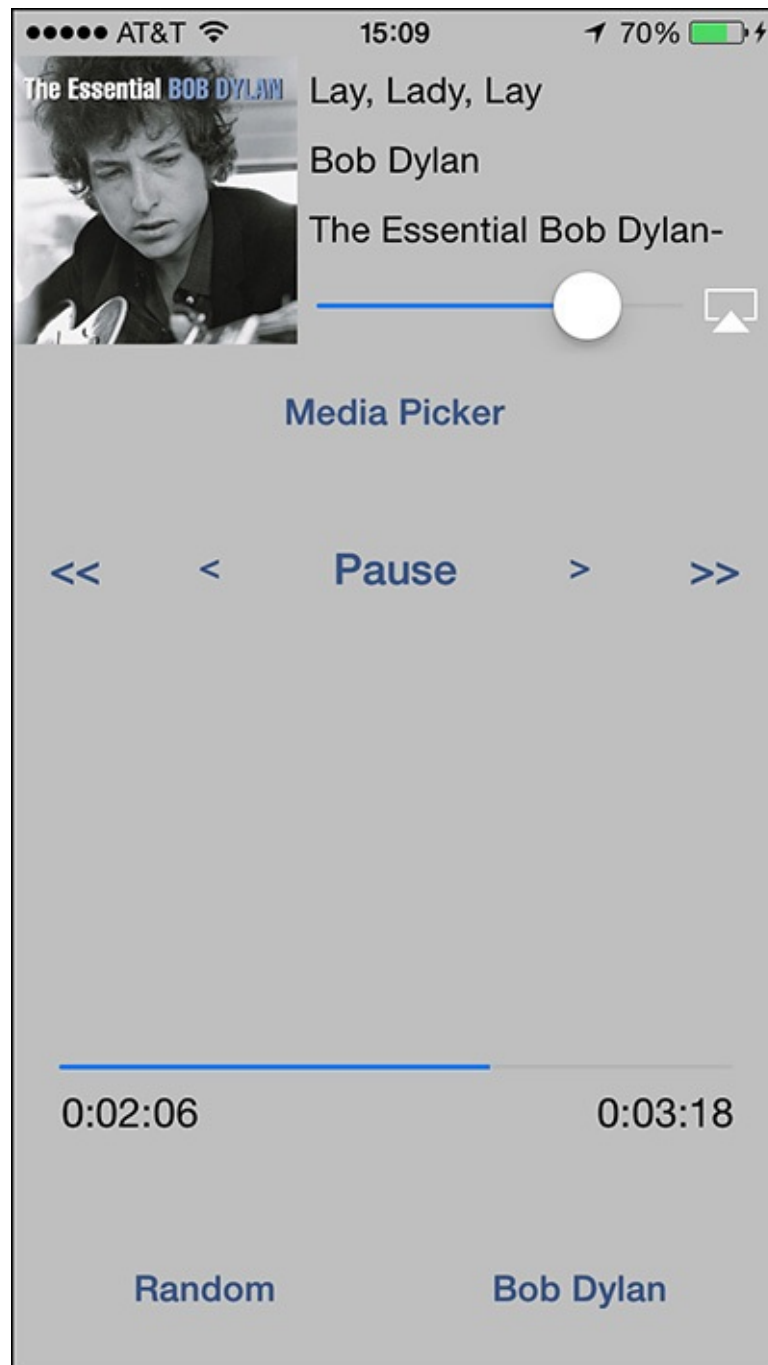 AT&T 15:09 70%
The Essential BOB DYLAN
Lay, Lady, Lay
Bob Dylan
The Essential Bob Dylan-
Media Picker
<< < Pause > >>
0:02:06 0:03:18
Random Bob Dylan